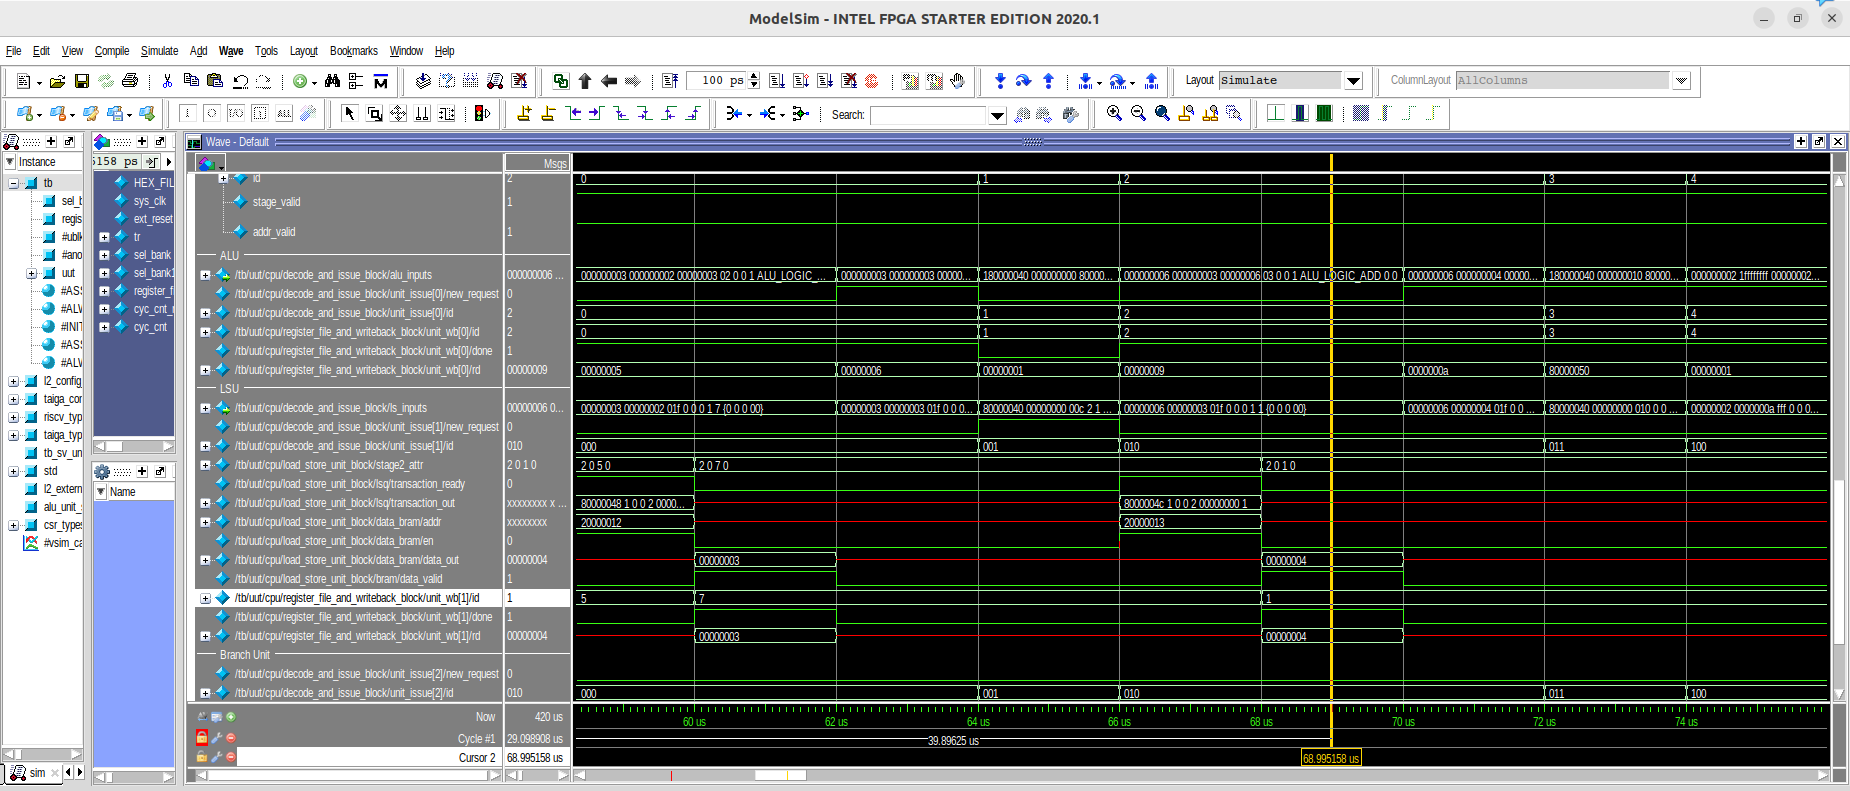 ModelSim - INTEL FPGA STARTER EDITION 2020.1
File Edit View Compile Simulate Add Wave Tools Layout Bookmarks Window Help
100 ps
Layout Simulate
ColumnLayout AllColumns
Search:
Instance
tb
sel_b
regis
#ublk
#ano
uut
#ASS
#ALW
#INIT
#ASS
#ALW
l2_config
taiga_con
riscv_typ
taiga_typ
tb_sv_un
std
l2_extern
alu_unit_
csr_types
#vsim_ca
sim
5158 ps
HEX_FIL
sys_clk
ext_reset
tr
sel_bank
sel_bank1
register_f
cyc_cnt_r
cyc_cnt
Name
Wave - Default
Msgs
id 2 0 1 2 3 4
stage_valid 1
addr_valid 1
ALU
/tb/uut/cpu/decode_and_issue_block/alu_inputs 000000006 ... 000000003 000000002 00000003 02 0 0 1 ALU_LOGIC_... 000000003 000000003 00000... 180000040 000000000 80000... 000000006 000000003 00000006 03 0 0 1 ALU_LOGIC_ADD 0 0 000000006 000000004 00000... 180000040 000000010 80000... 000000002 1ffffffff 00000002...
/tb/uut/cpu/decode_and_issue_block/unit_issue[0]/new_request 0
/tb/uut/cpu/decode_and_issue_block/unit_issue[0]/id 2 0 1 2 3 4
/tb/uut/cpu/register_file_and_writeback_block/unit_wb[0]/id 2 0 1 2 3 4
/tb/uut/cpu/register_file_and_writeback_block/unit_wb[0]/done 1
/tb/uut/cpu/register_file_and_writeback_block/unit_wb[0]/rd 00000009 00000005 00000006 00000001 00000009 0000000a 80000050 00000001
LSU
/tb/uut/cpu/decode_and_issue_block/ls_inputs 00000006 0... 00000003 00000002 01f 0 0 0 1 7 {0 0 0 00} 00000003 00000003 01f 0 0 0... 80000040 00000000 00c 2 1 ... 00000006 00000003 01f 0 0 0 1 1 {0 0 0 00} 00000006 00000004 01f 0 0 ... 80000040 00000000 010 0 0 ... 00000002 0000000a fff 0 0 0...
/tb/uut/cpu/decode_and_issue_block/unit_issue[1]/new_request 0
/tb/uut/cpu/decode_and_issue_block/unit_issue[1]/id 010 000 001 010 011 100
/tb/uut/cpu/load_store_unit_block/stage2_attr 2 0 1 0 2 0 5 0 2 0 7 0 2 0 1 0
/tb/uut/cpu/load_store_unit_block/lsq/transaction_ready 0
/tb/uut/cpu/load_store_unit_block/lsq/transaction_out xxxxxxxx x ... 80000048 1 0 0 2 0000... 8000004c 1 0 0 2 00000000 1
/tb/uut/cpu/load_store_unit_block/data_bram/addr xxxxxxxx 20000012 20000013
/tb/uut/cpu/load_store_unit_block/data_bram/en 0
/tb/uut/cpu/load_store_unit_block/data_bram/data_out 00000004 00000003 00000004
/tb/uut/cpu/load_store_unit_block/bram/data_valid 1
/tb/uut/cpu/register_file_and_writeback_block/unit_wb[1]/id 1 5 7 1
/tb/uut/cpu/register_file_and_writeback_block/unit_wb[1]/done 1
/tb/uut/cpu/register_file_and_writeback_block/unit_wb[1]/rd 00000004 00000003 00000004
Branch Unit
/tb/uut/cpu/decode_and_issue_block/unit_issue[2]/new_request 0
/tb/uut/cpu/decode_and_issue_block/unit_issue[2]/id 010 000 001 010 011 100
Now 420 us 60 us 62 us 64 us 66 us 68 us 70 us 72 us 74 us
Cycle #1 29.098908 us 39.89625 us
Cursor 2 68.995158 us 68.995158 us